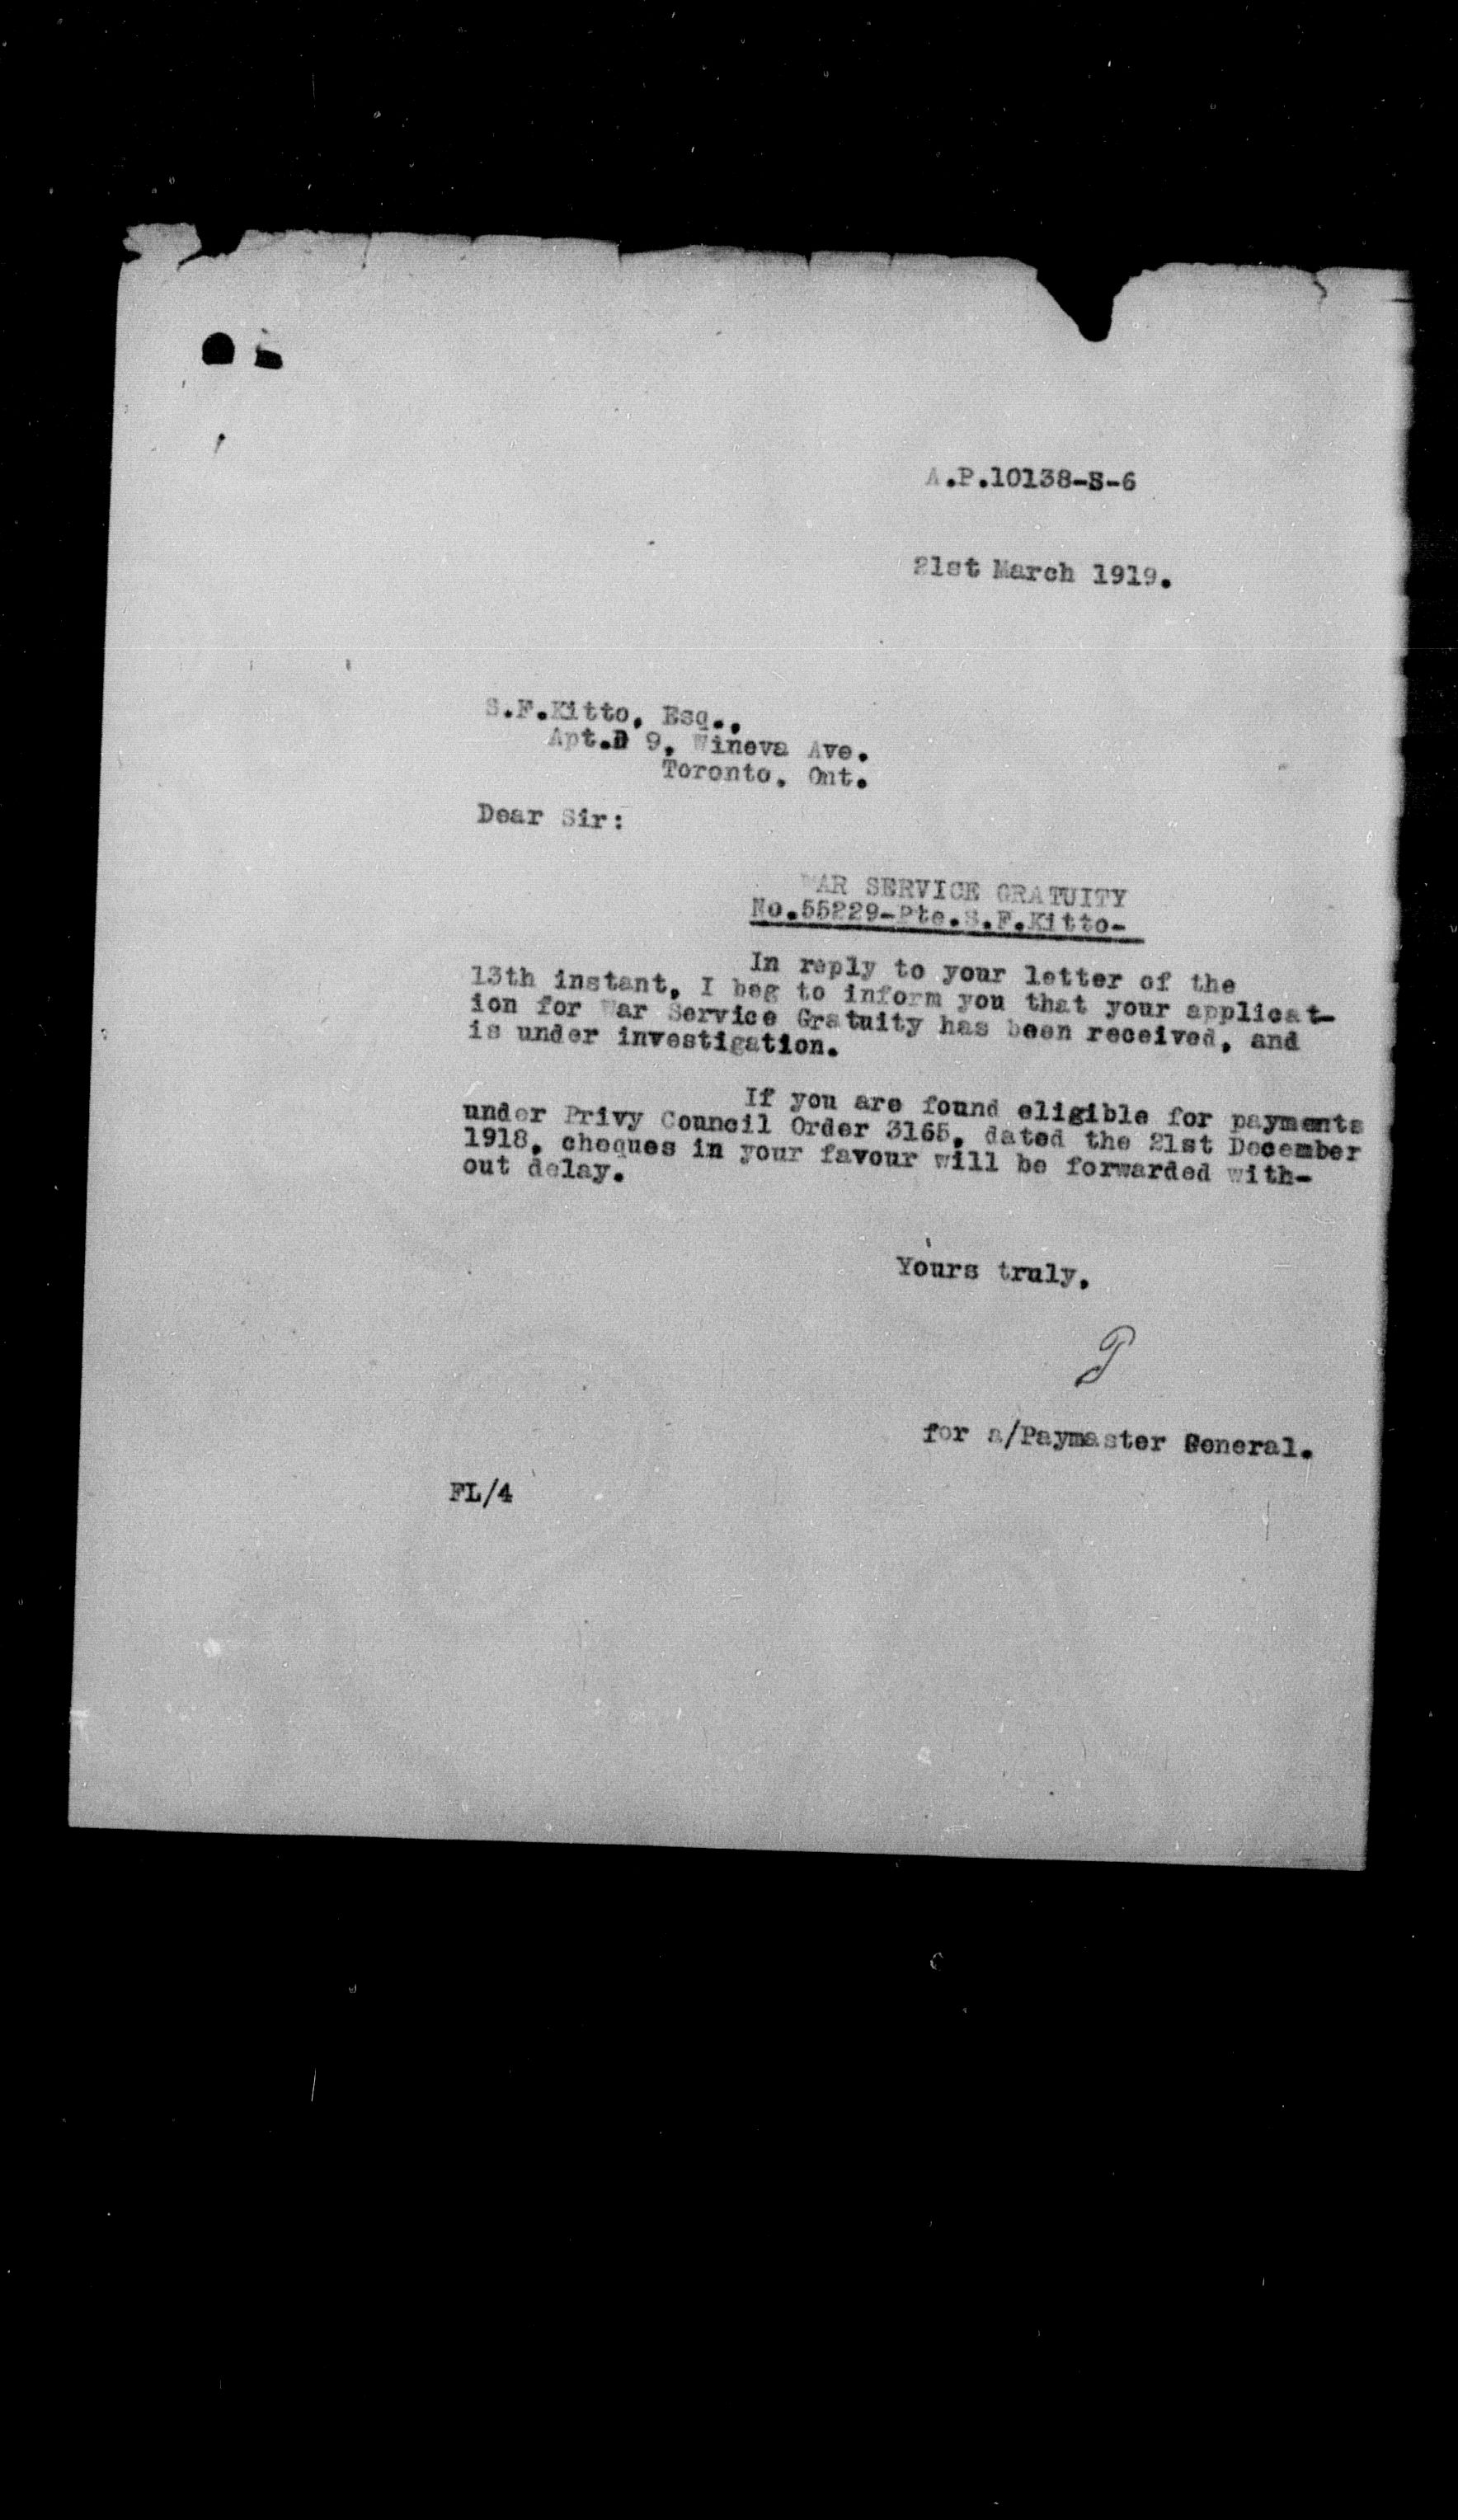 A.P.10138-S-6
21st March 1919.
S.F.Kitto, Esq.,
Apt.D 9, Wineva Ave.
Toronto, Ont.
Dear Sir:
WAR SERVICE GRATUITY
No.55229-Pte.S.F.Kitto-
In reply to your letter of the
13th instant, I beg to inform you that your applicat-
ion for War Service Gratuity has been received, and
is under investigation.
If you are found eligible for payments
under Privy Council Order 3165, dated the 21st December
1918, cheques in your favour will be forwarded with-
out delay.
Yours truly,
for a/Paymaster General.
FL/4